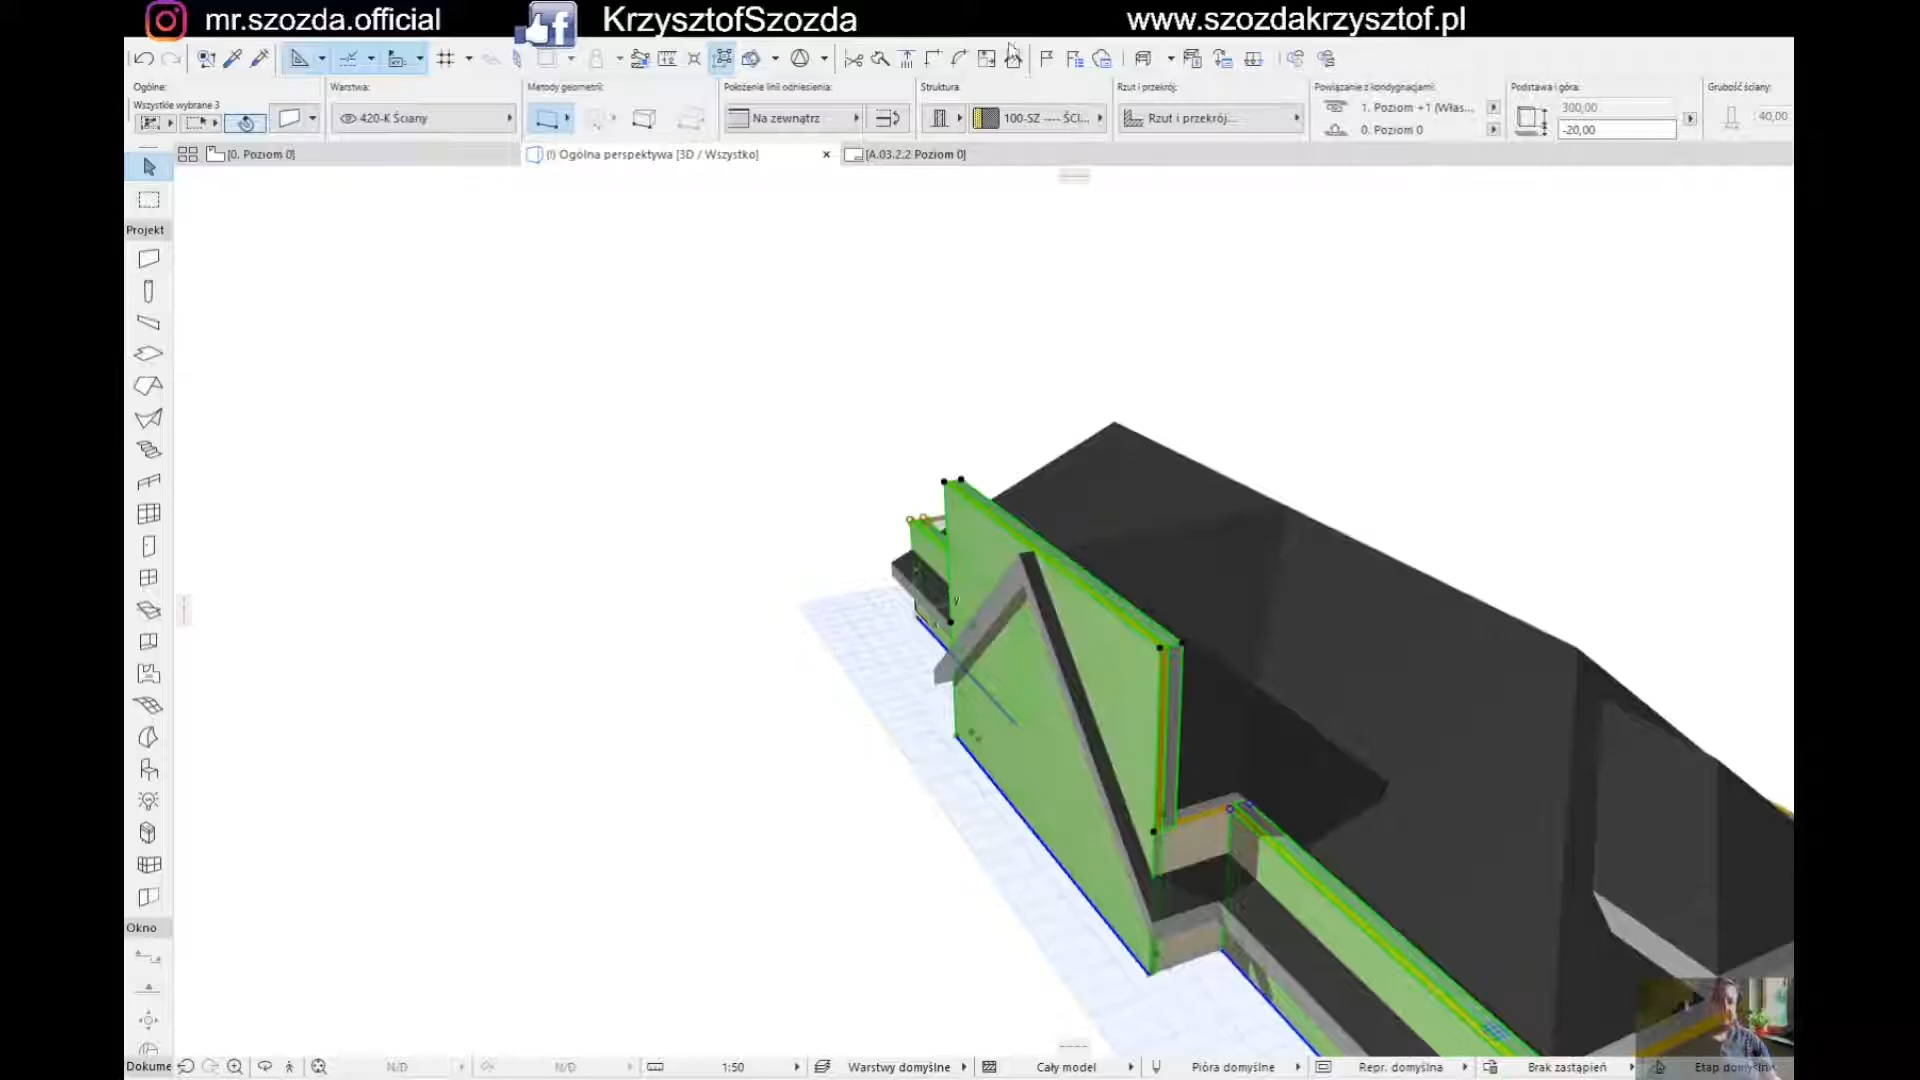 mr.szozda.official
KrzysztofSzozda
www.szozdakrzysztof.pl
Ogólne:
Warstwa:
Metody geometrii:
Położenie linii odniesienia:
Struktura:
Rzut i przekrój:
Powiązanie z kondygnacjami:
Podstawa i góra:
Grubość ściany:
Wszystkie wybrane 3
420-K Ściany
Na zewnątrz
100-SZ ---- ŚCI...
Rzut i przekrój...
1. Poziom +1 (Włas...
0. Poziom 0
300,00
-20,00
40,00
[0. Poziom 0]
(!) Ogólna perspektywa [3D / Wszystko]
[A.03.2.2 Poziom 0]
Projekt
Okno
Dokume
N/D
N/D
1:50
Warstwy domyślne
Cały model
Pióra domyślne
Repr. domyślna
Brak zastąpień